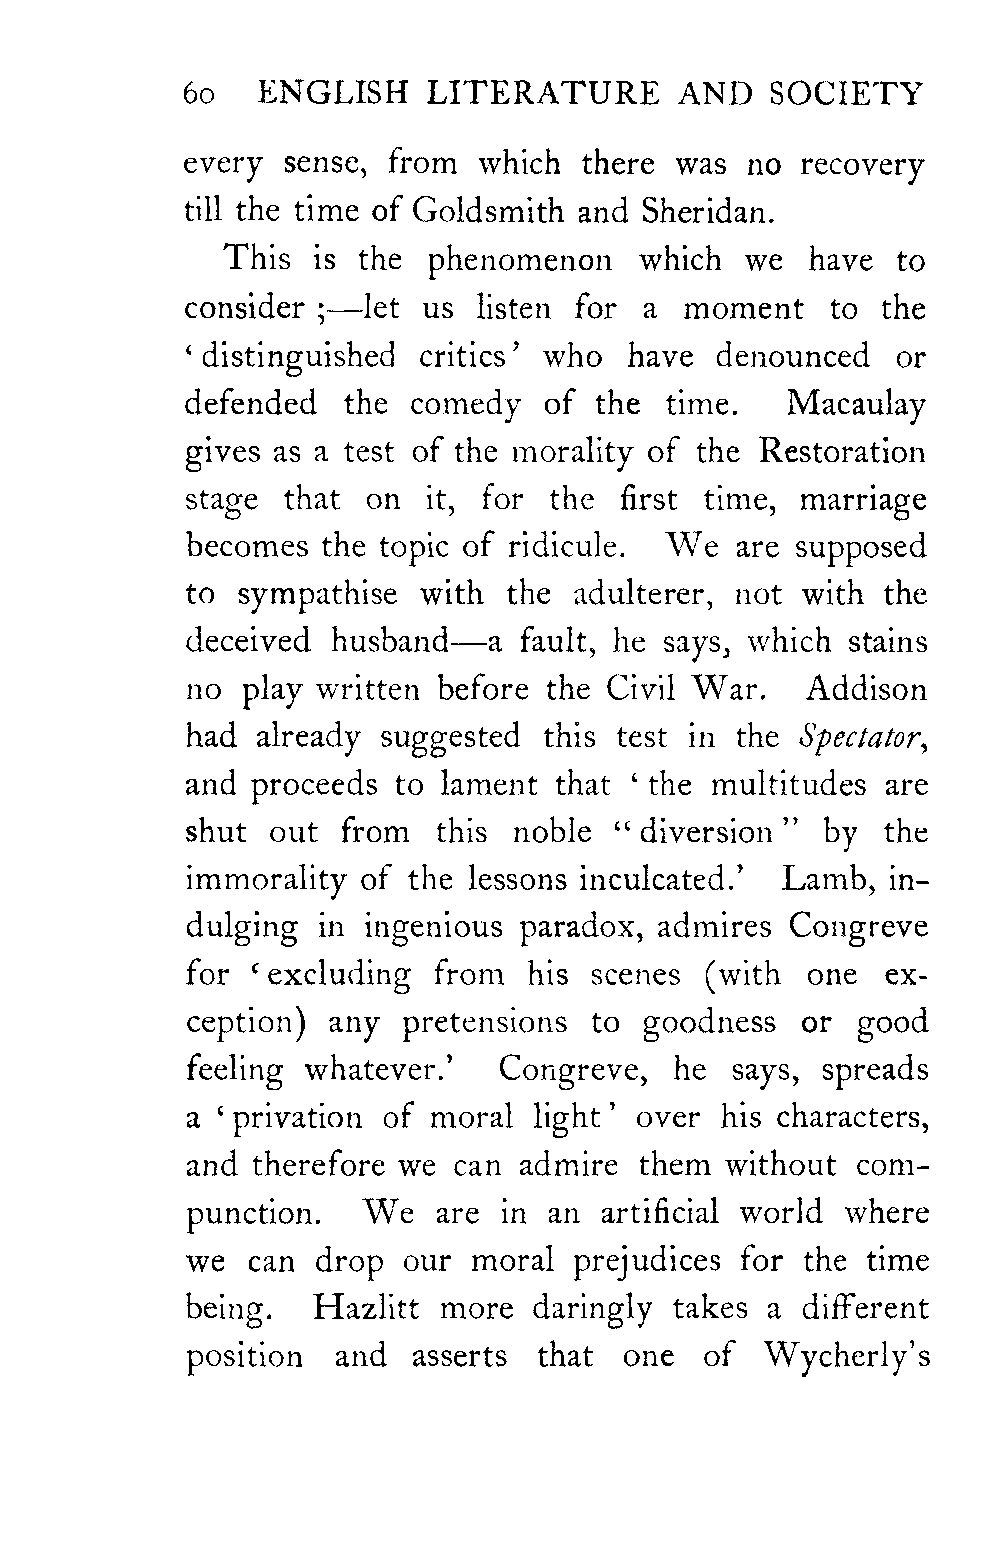 60 ENGLISH LITERATURE AND SOCIETY
every sense, from which there was no recovery
till the time of Goldsmith and Sheridan.
This is the phenomenon which we have to
consider ;—let us listen for a moment to the
‘ distinguished critics ’ who have denounced or
defended the comedy of the time. Macaulay
gives as a test of the morality of the Restoration
stage that on it, for the first time, marriage
becomes the topic of ridicule. We are supposed
to sympathise with the adulterer, not with the
deceived husband—a fault, he says, which stains
no play written before the Civil War. Addison
had already suggested this test in the Spectator,
and proceeds to lament that ‘ the multitudes are
shut out from this noble “ diversion ” by the
immorality of the lessons inculcated.’ Lamb, in-
dulging in ingenious paradox, admires Congreve
for ‘ excluding from his scenes (with one ex-
ception) any pretensions to goodness or good
feeling whatever.’ Congreve, he says, spreads
a ‘ privation of moral light ’ over his characters,
and therefore we can admire them without com-
punction. We are in an artificial world where
we can drop our moral prejudices for the time
being. Hazlitt more daringly takes a different
position and asserts that one of Wycherly’s